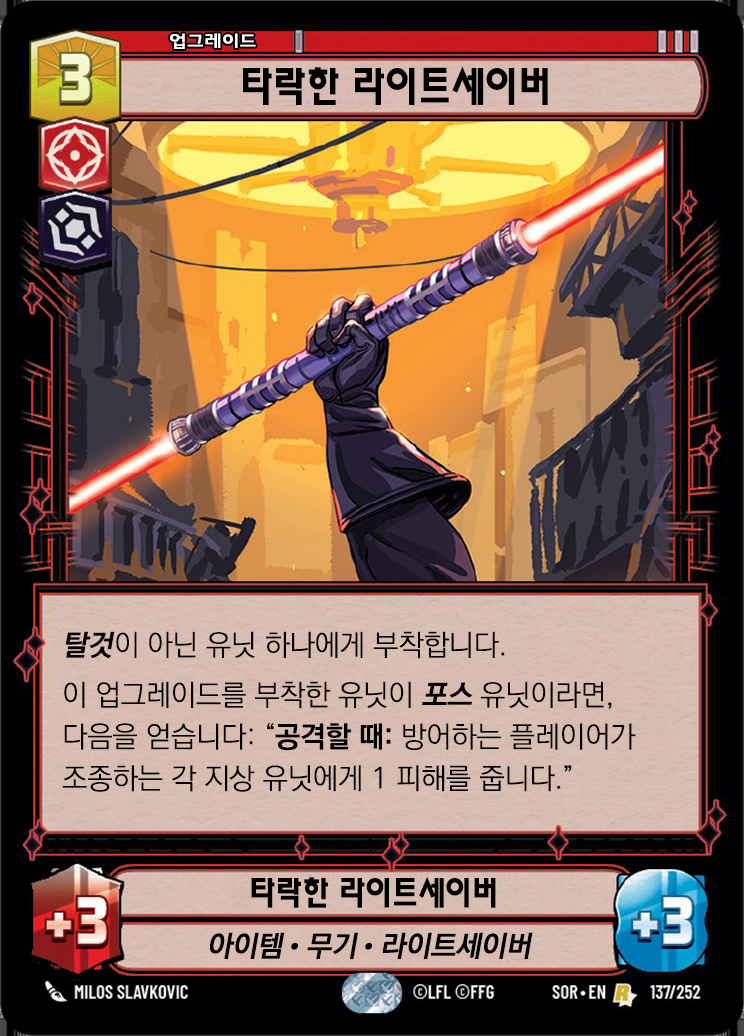 업그레이드
3
타락한 라이트세이버
탈것이 아닌 유닛 하나에게 부착합니다.
이 업그레이드를 부착한 유닛이 포스 유닛이라면,
다음을 얻습니다: “공격할 때: 방어하는 플레이어가
조종하는 각 지상 유닛에게 1 피해를 줍니다.”
타락한 라이트세이버
+3
+3
아이템 • 무기 • 라이트세이버
MILOS SLAVKOVIC ©LFL ©FFG SOR • EN R 137/252